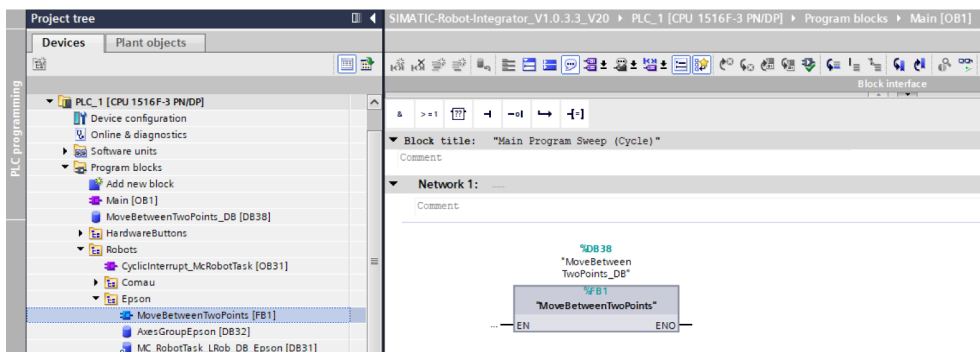 Project tree
SIMATIC-Robot-Integrator_V1.0.3.3_V20 ▸ PLC_1 [CPU 1516F-3 PN/DP] ▸ Program blocks ▸ Main [OB1]
Devices
Plant objects
Block interface
PLC programming
PLC_1 [CPU 1516F-3 PN/DP]
Device configuration
Online & diagnostics
Software units
Program blocks
Add new block
Main [OB1]
MoveBetweenTwoPoints_DB [DB38]
HardwareButtons
Robots
CyclicInterrupt_McRobotTask [OB31]
Comau
Epson
MoveBetweenTwoPoints [FB1]
AxesGroupEpson [DB32]
MC_RobotTask_LRob_DB_Epson [DB31]
& >=1 ??
Block title: "Main Program Sweep (Cycle)"
Comment
Network 1: .....
Comment
%DB38
"MoveBetween
TwoPoints_DB"
%FB1
"MoveBetweenTwoPoints"
... EN ENO